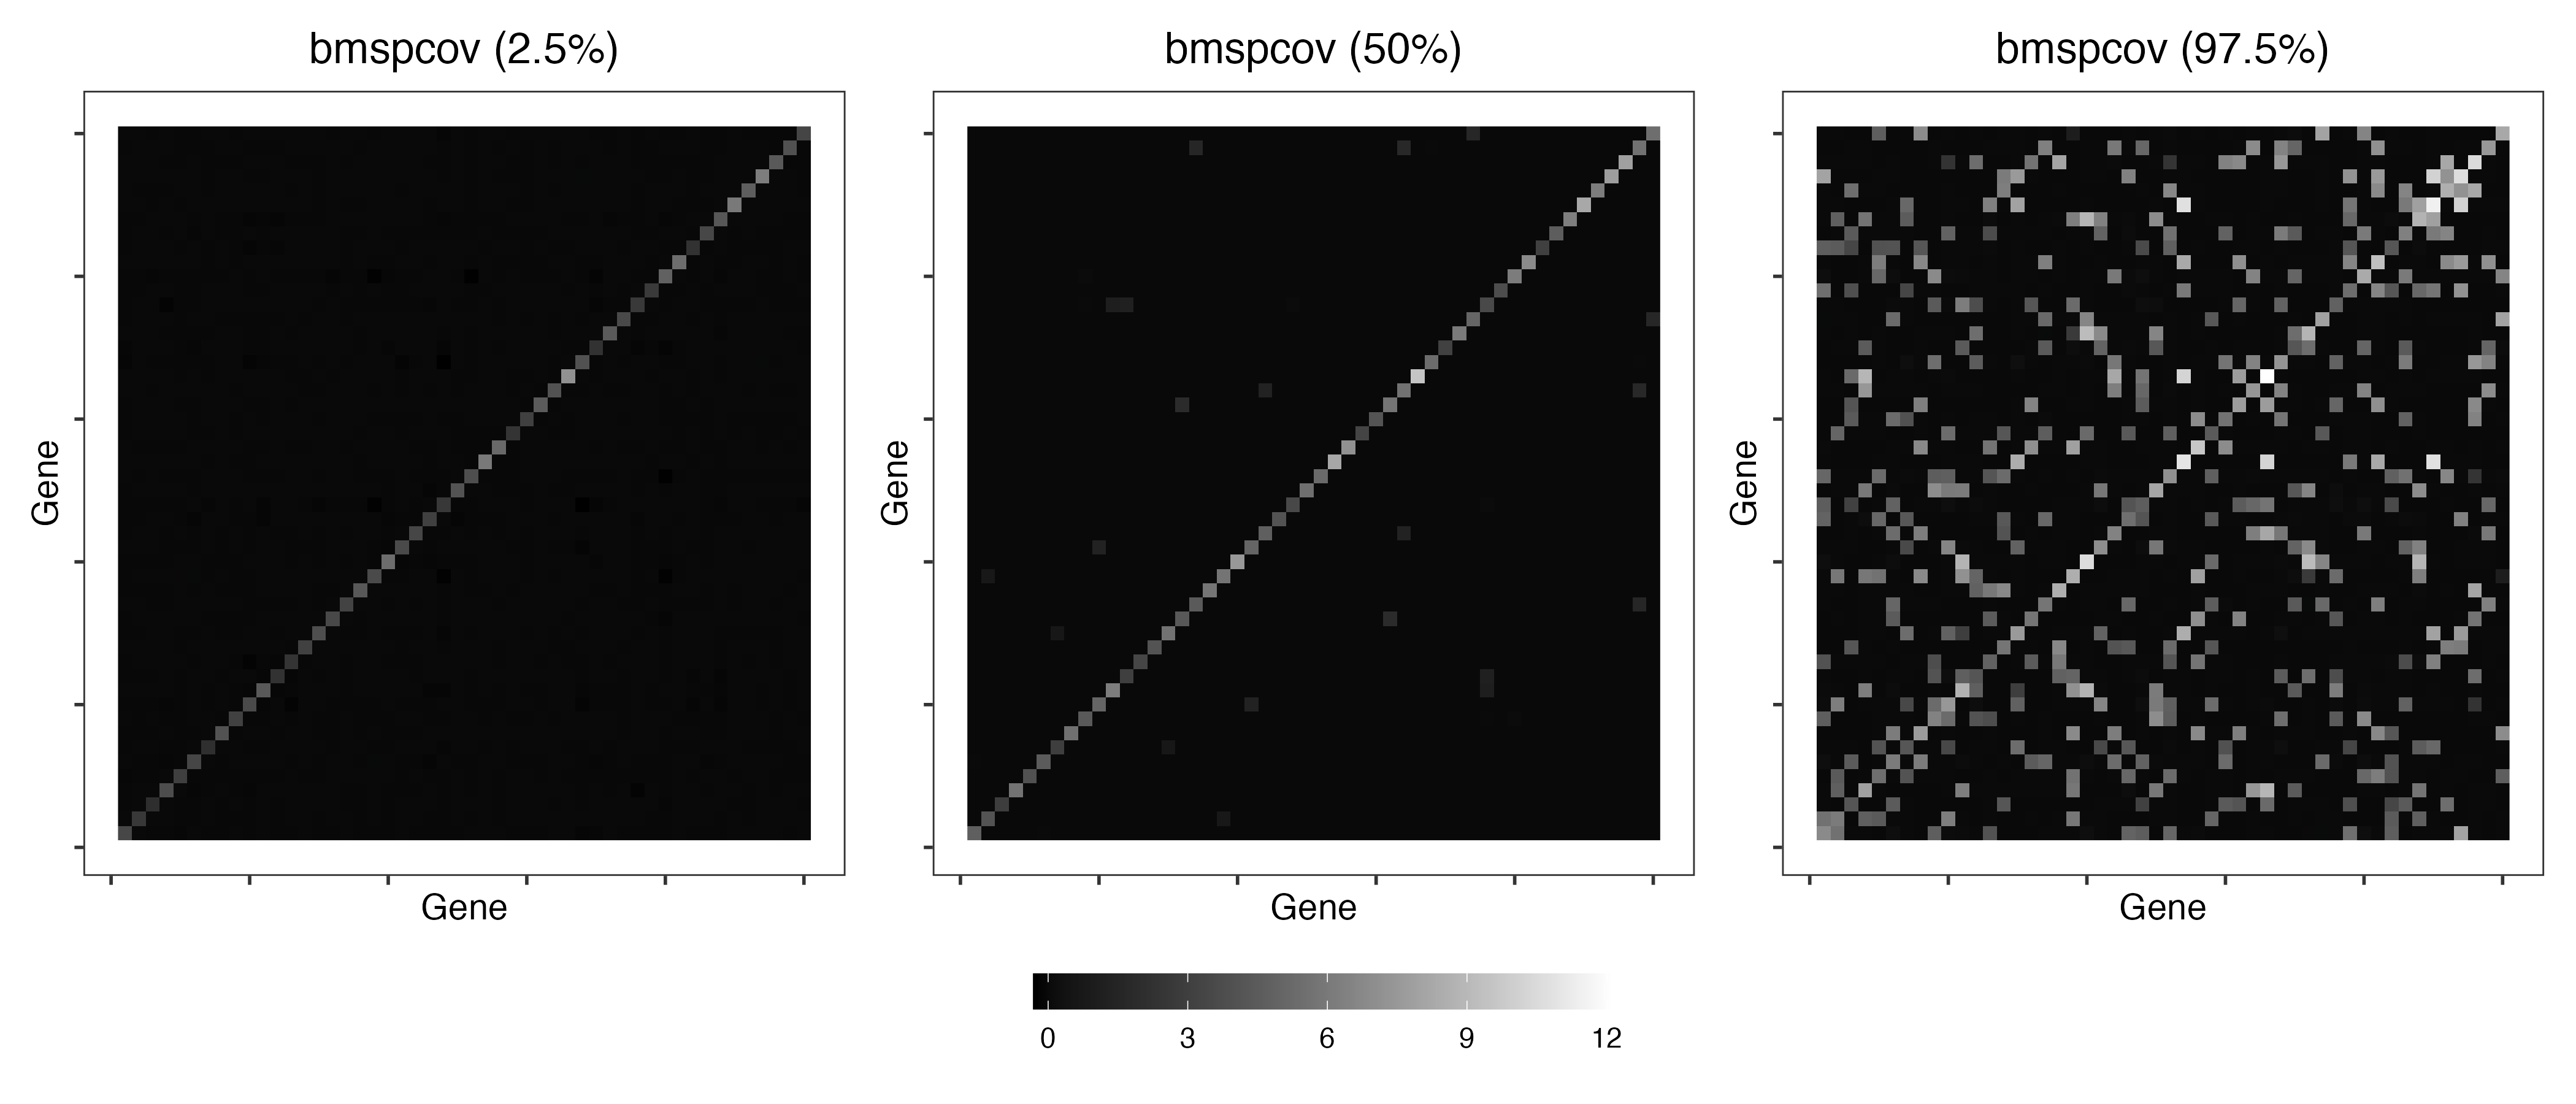 bmspcov (2.5%)
bmspcov (50%)
bmspcov (97.5%)
Gene
Gene
Gene
Gene
Gene
Gene
0 3 6 9 12